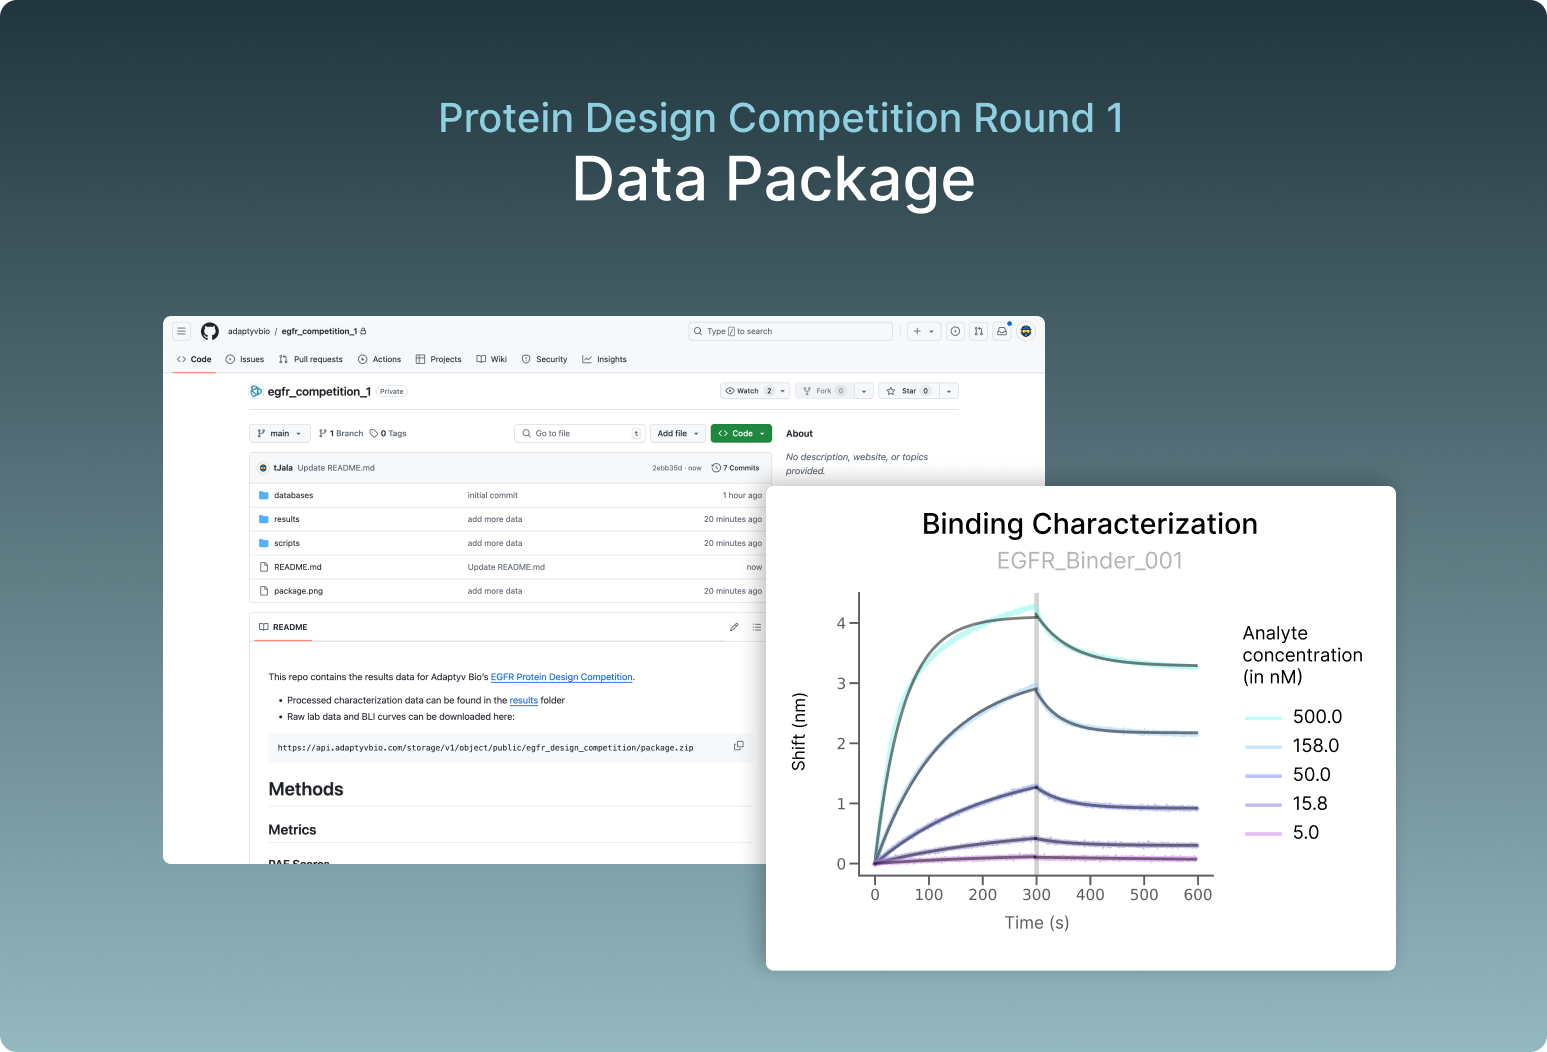 Protein Design Competition Round 1
Data Package
adaptyvbio / egfr_competition_1
Type / to search
Code Issues Pull requests Actions Projects Wiki Security Insights
egfr_competition_1 Private
Watch 2 Fork 0 Star 0
main 1 Branch 0 Tags Go to file t Add file Code
About
No description, website, or topics
provided.
tJala Update README.md 2ebb35d · now 7 Commits
databases initial commit 1 hour ago
results add more data 20 minutes ago
scripts add more data 20 minutes ago
README.md Update README.md now
package.png add more data 20 minutes ago
README
This repo contains the results data for Adaptyv Bio's EGFR Protein Design Competition.
• Processed characterization data can be found in the results folder
• Raw lab data and BLI curves can be downloaded here:
https://api.adaptyvbio.com/storage/v1/object/public/egfr_design_competition/package.zip
Methods
Metrics
PAE Scores
Binding Characterization
EGFR_Binder_001
Shift (nm)
4
3
2
1
0
0 100 200 300 400 500 600
Time (s)
Analyte
concentration
(in nM)
500.0
158.0
50.0
15.8
5.0